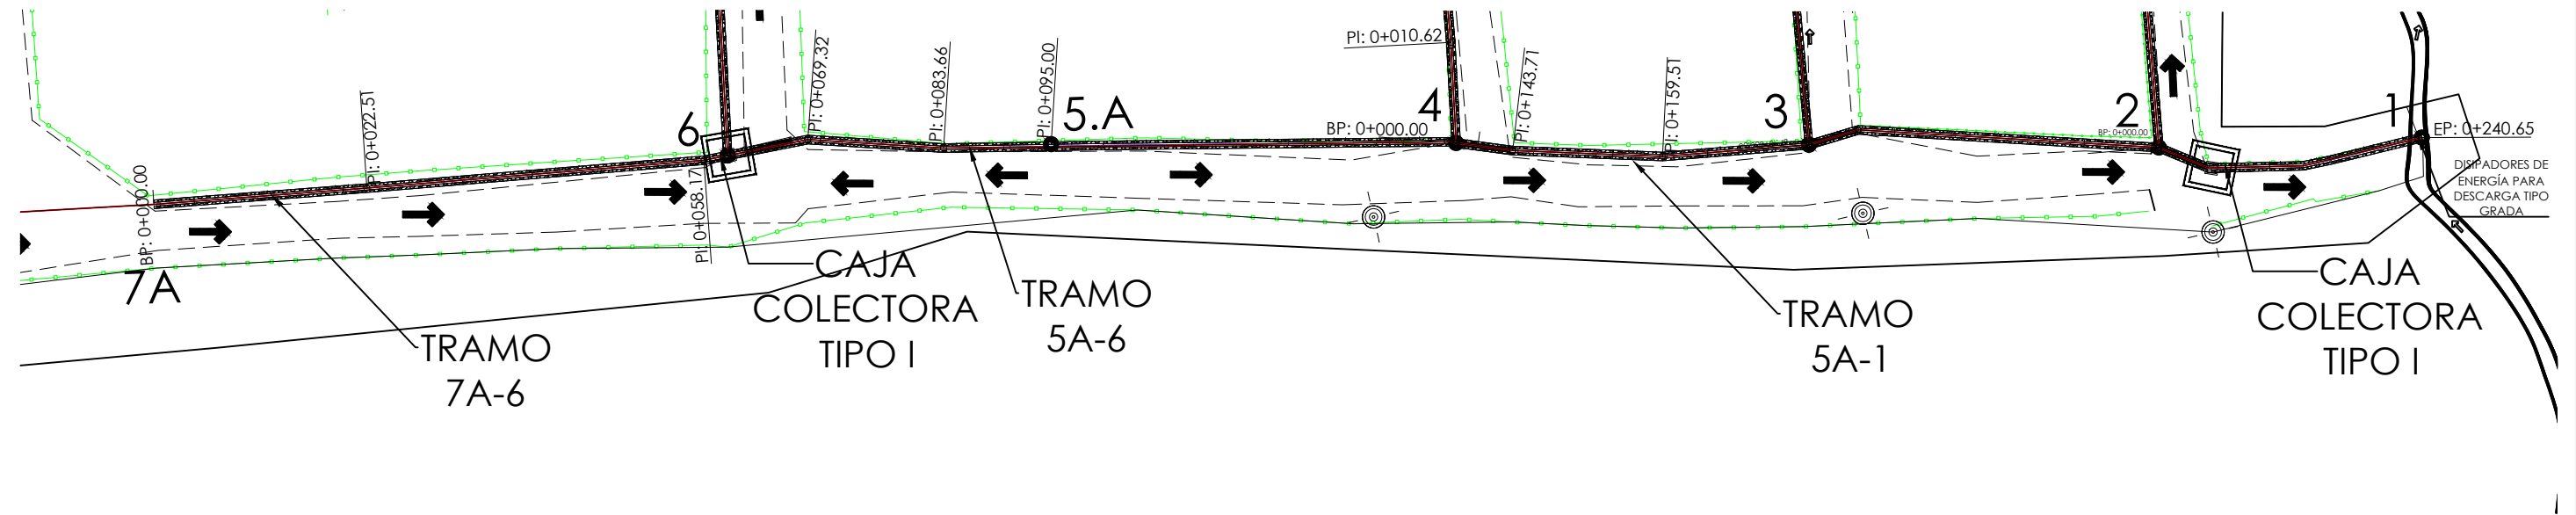 PI: 0+069.32
PI: 0+083.66
PI: 0+095.00
PI: 0+010.62
PI: 0+143.71
PI: 0+159.51
PI: 0+022.51
6
5.A
4
3
2
1
BP: 0+000.00
BP: 0+000.00
EP: 0+240.65
BP: 0+000.00
PI: 0+058.17
DISIPADORES DE
ENERGÍA PARA
DESCARGA TIPO
GRADA
7A
CAJA
COLECTORA
TIPO I
TRAMO
5A-6
TRAMO
7A-6
TRAMO
5A-1
CAJA
COLECTORA
TIPO I